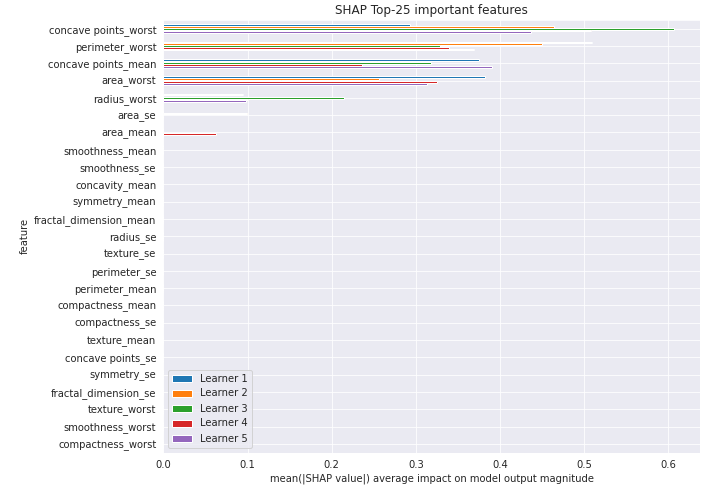 SHAP Top-25 important features
concave points_worst
perimeter_worst
concave points_mean
area_worst
radius_worst
area_se
area_mean
smoothness_mean
smoothness_se
concavity_mean
symmetry_mean
fractal_dimension_mean
radius_se
texture_se
perimeter_se
perimeter_mean
compactness_mean
compactness_se
texture_mean
concave points_se
symmetry_se
fractal_dimension_se
texture_worst
smoothness_worst
compactness_worst
feature
Learner 1
Learner 2
Learner 3
Learner 4
Learner 5
0.0 0.1 0.2 0.3 0.4 0.5 0.6
mean(|SHAP value|) average impact on model output magnitude